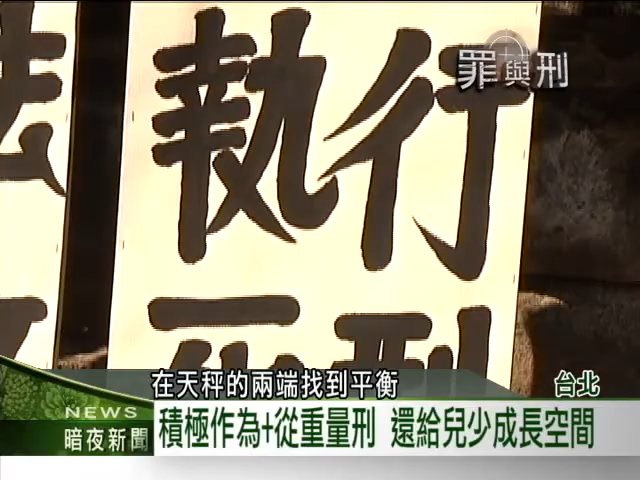 罪與刑
法
執行
刑
在天秤的兩端找到平衡
台北
NEWS
暗夜新聞
積極作為+從重量刑 還給兒少成長空間